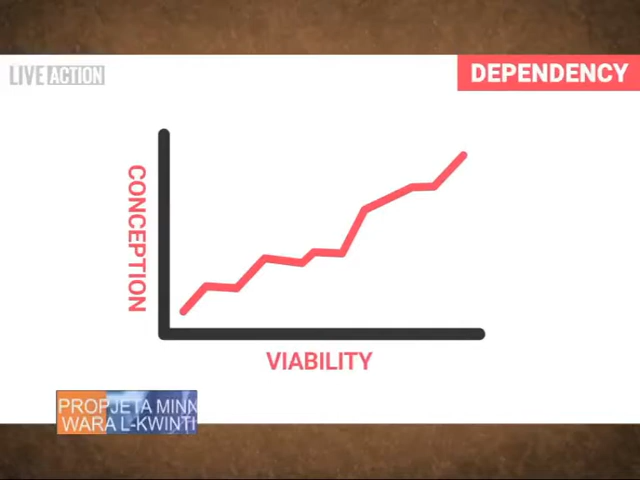 LIVE ACTION
DEPENDENCY
CONCEPTION
VIABILITY
PROPJETA MINN
WARA L-KWINTI